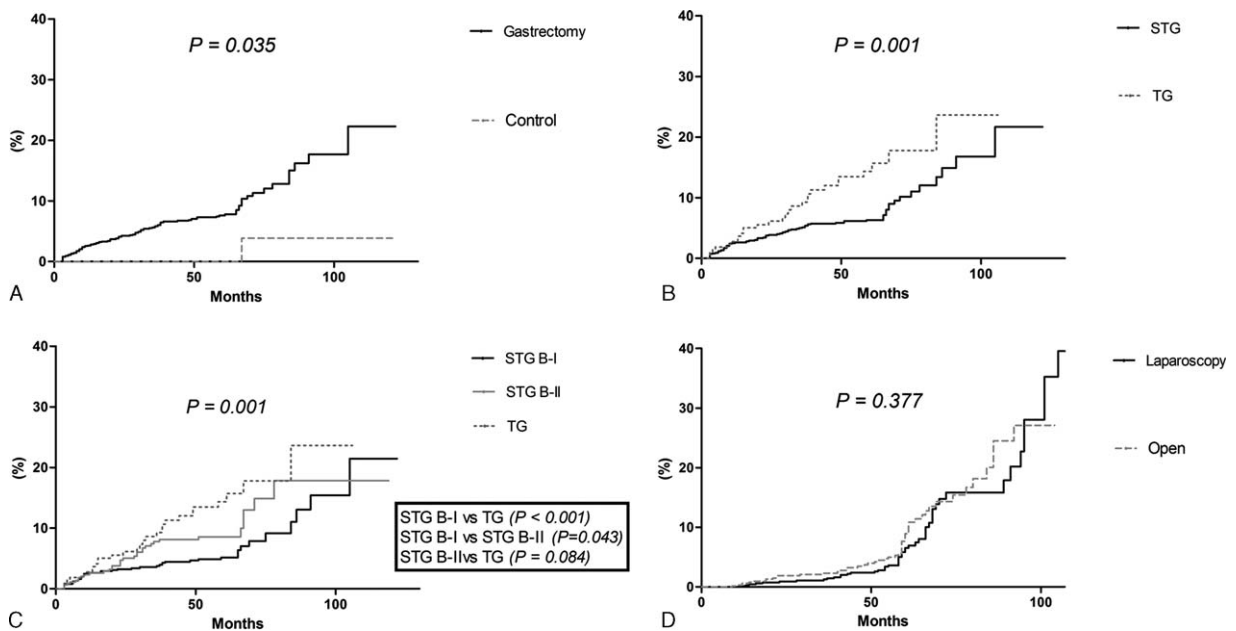 40
P = 0.035
Gastrectomy
30
(%)
20
Control
10
0
0 50 100
Months
A
40
P = 0.001
STG
30
TG
(%)
20
10
0
0 50 100
Months
B
40
P = 0.001
STG B-I
30
STG B-II
TG
(%)
20
10
0
STG B-I vs TG (P < 0.001)
STG B-I vs STG B-II (P=0.043)
STG B-IIvs TG (P = 0.084)
0 50 100
Months
C
40
P = 0.377
Laparoscopy
30
Open
(%)
20
10
0
0 50 100
Months
D